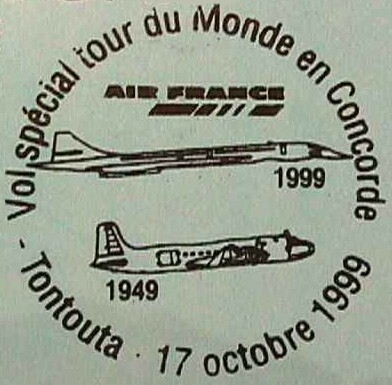 Vol spécial tour du Monde en Concorde
AIR FRANCE
1999
1949
- Tontouta - 17 octobre 1999